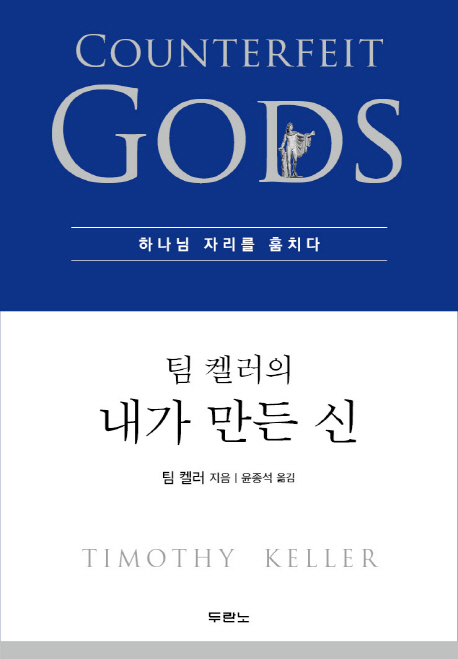 COUNTERFEIT
GODS
하나님 자리를 훔치다
팀 켈러의
내가 만든 신
팀 켈러 지음 | 윤종석 옮김
TIMOTHY KELLER
두란노